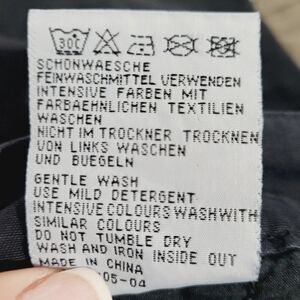 30C
SCHONWAESCHE
FEINWASCHMITTEL VERWENDEN
INTENSIVE FARBEN MIT
FARBAEHNLICHEN TEXTILIEN
WASCHEN
NICHT IM TROCKNER TROCKNEN
VON LINKS WASCHEN
UND BUEGELN
GENTLE WASH
USE MILD DETERGENT
INTENSIVE COLOURS WASH WITH
SIMILAR COLOURS
DO NOT TUMBLE DRY
WASH AND IRON INSIDE OUT
MADE IN CHINA
05-04